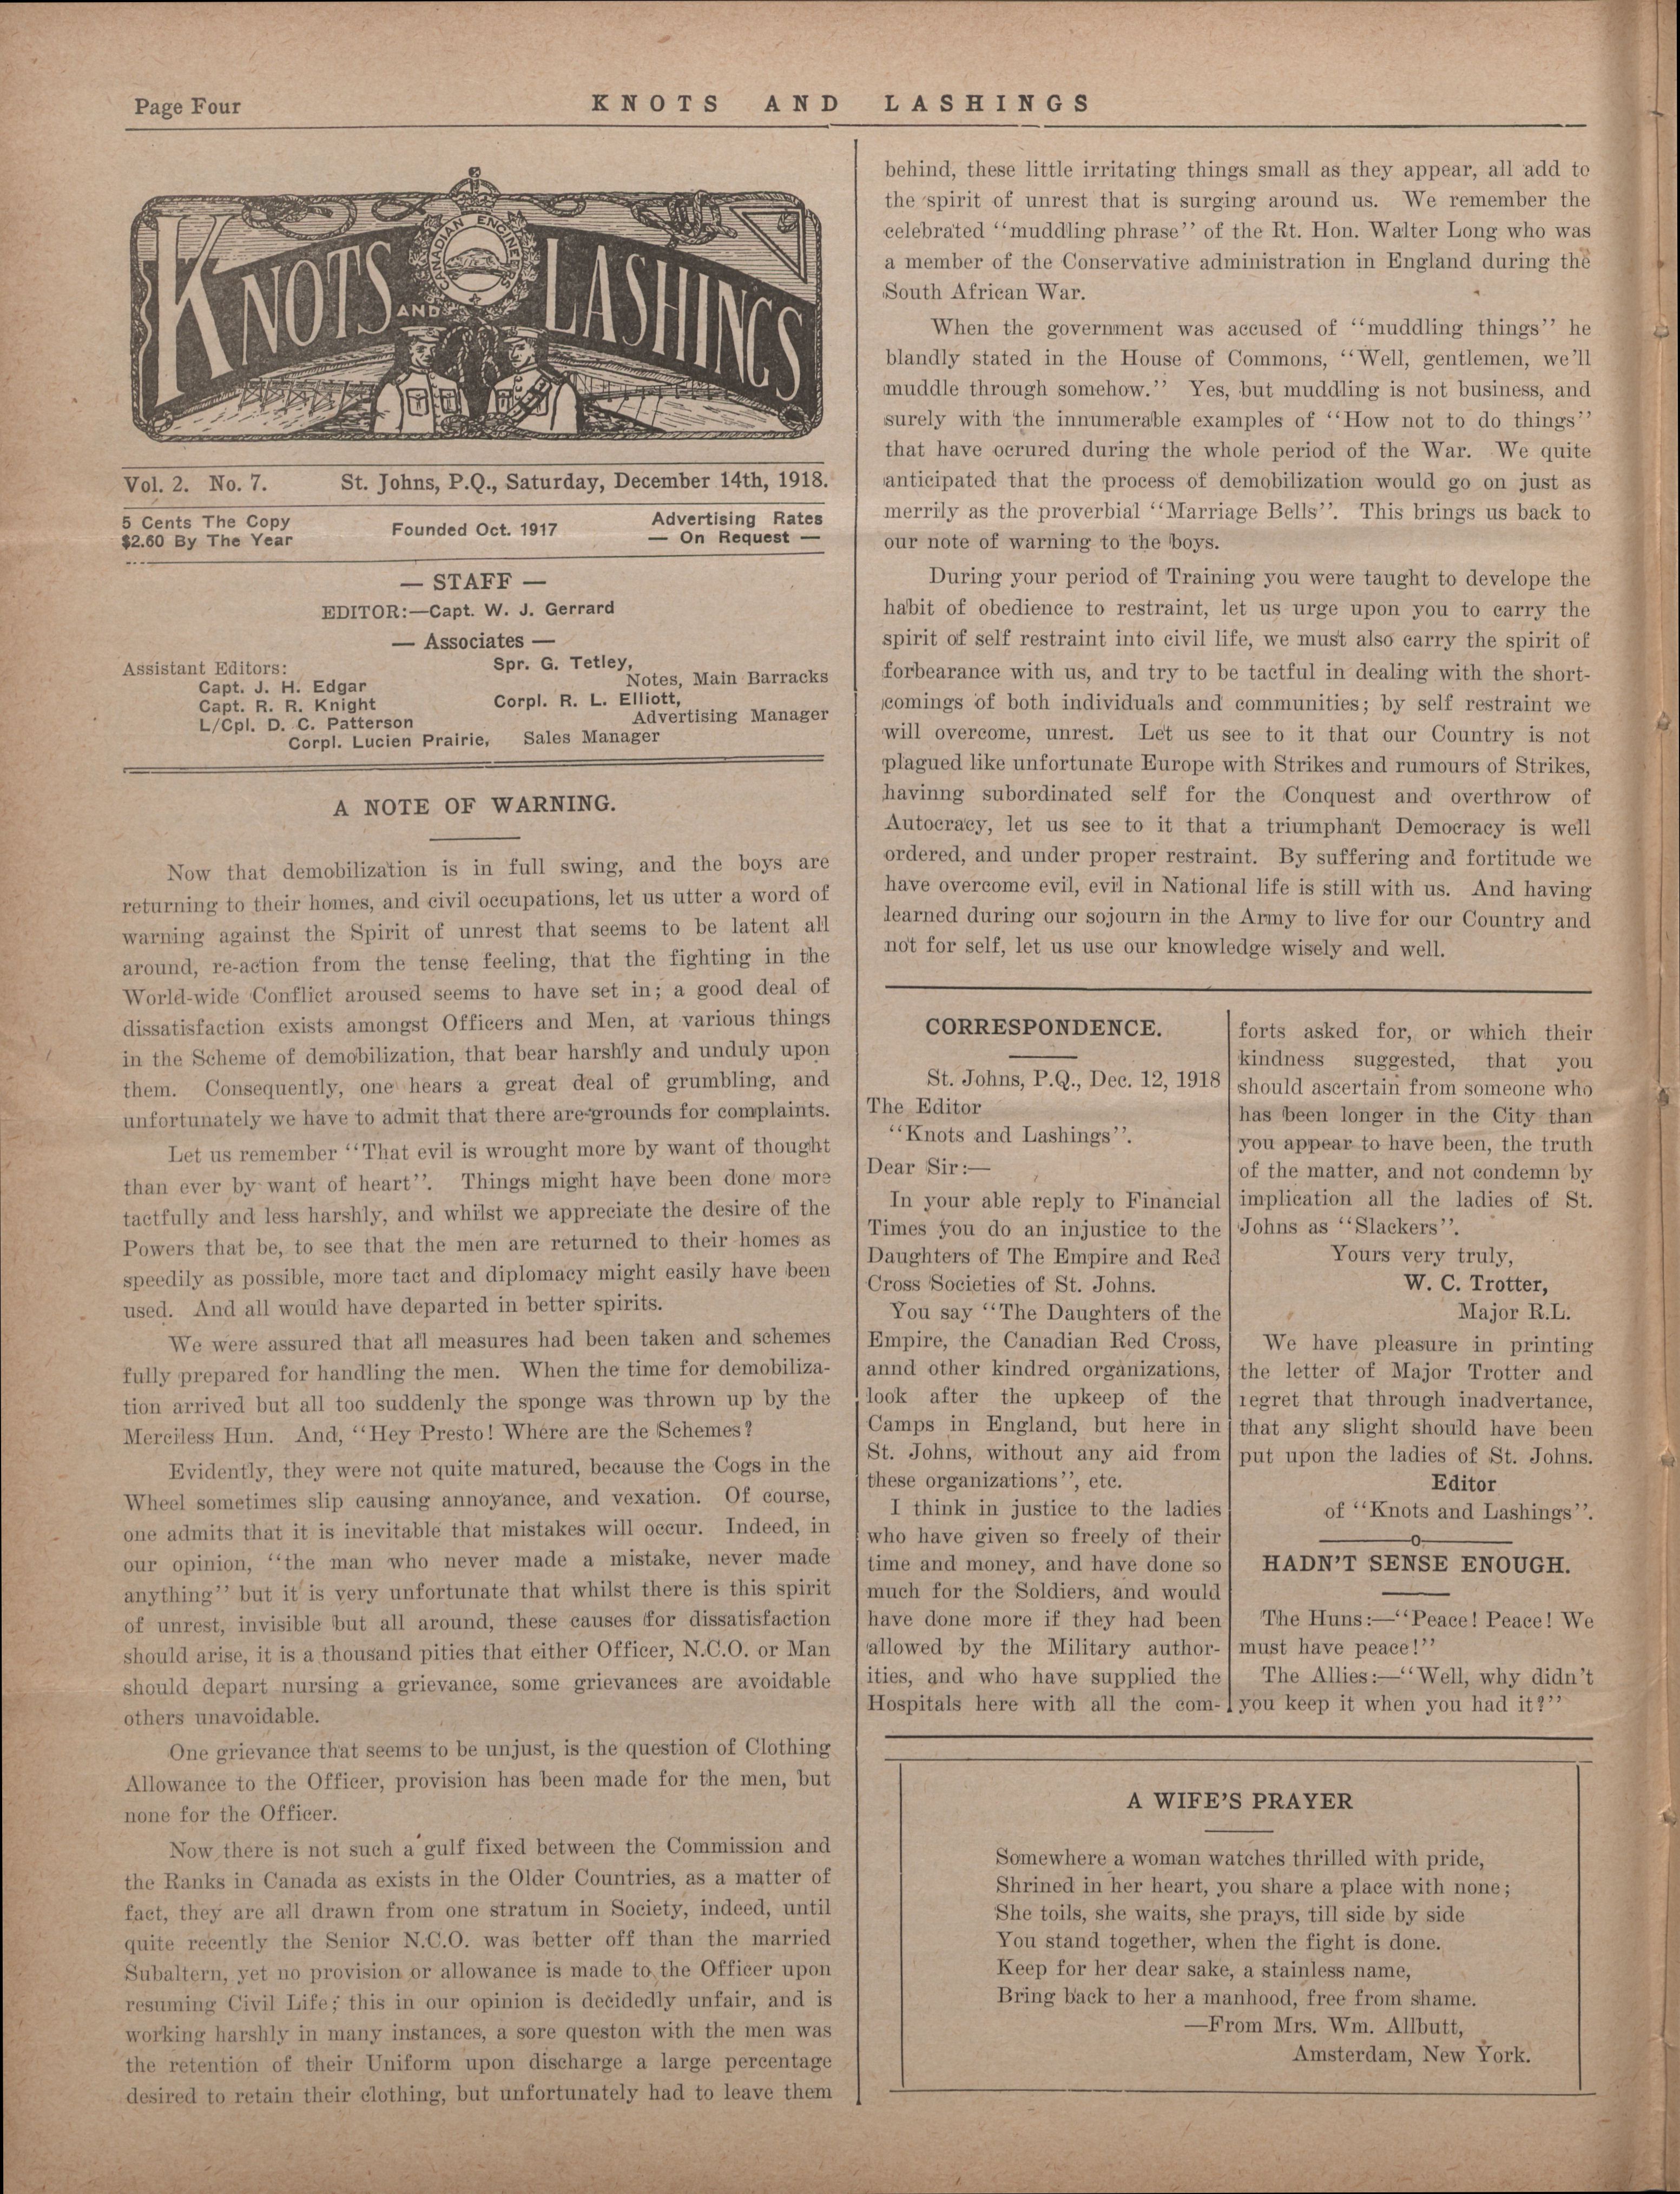 Page Four
KNOTS AND LASHINGS
KNOTS AND LASHINGS
CANADIAN ENGINEERS
Vol. 2. No. 7. St. Johns, P.Q., Saturday, December 14th, 1918.
5 Cents The Copy
$2.60 By The Year
Founded Oct. 1917
Advertising Rates
— On Request —
— STAFF —
EDITOR:—Capt. W. J. Gerrard
— Associates —
Assistant Editors:
Capt. J. H. Edgar
Capt. R. R. Knight
L/Cpl. D. C. Patterson
Spr. G. Tetley,
Notes, Main Barracks
Corpl. R. L. Elliott,
Advertising Manager
Corpl. Lucien Prairie, Sales Manager
A NOTE OF WARNING.
Now that demobilization is in full swing, and the boys are
returning to their homes, and civil occupations, let us utter a word of
warning against the Spirit of unrest that seems to be latent all
around, re-action from the tense feeling, that the fighting in the
World-wide Conflict aroused seems to have set in; a good deal of
dissatisfaction exists amongst Officers and Men, at various things
in the Scheme of demobilization, that bear harshly and unduly upon
them. Consequently, one hears a great deal of grumbling, and
unfortunately we have to admit that there are grounds for complaints.
Let us remember ‘‘That evil is wrought more by want of thought
than ever by want of heart’’. Things might have been done more
tactfully and less harshly, and whilst we appreciate the desire of the
Powers that be, to see that the men are returned to their homes as
speedily as possible, more tact and diplomacy might easily have been
used. And all would have departed in better spirits.
We were assured that all measures had been taken and schemes
fully prepared for handling the men. When the time for demobiliza-
tion arrived but all too suddenly the sponge was thrown up by the
Merciless Hun. And, ‘‘Hey Presto! Where are the Schemes?
Evidently, they were not quite matured, because the Cogs in the
Wheel sometimes slip causing annoyance, and vexation. Of course,
one admits that it is inevitable that mistakes will occur. Indeed, in
our opinion, ‘‘the man who never made a mistake, never made
anything’’ but it is very unfortunate that whilst there is this spirit
of unrest, invisible but all around, these causes for dissatisfaction
should arise, it is a thousand pities that either Officer, N.C.O. or Man
should depart nursing a grievance, some grievances are avoidable
others unavoidable.
One grievance that seems to be unjust, is the question of Clothing
Allowance to the Officer, provision has been made for the men, but
none for the Officer.
Now there is not such a gulf fixed between the Commission and
the Ranks in Canada as exists in the Older Countries, as a matter of
fact, they are all drawn from one stratum in Society, indeed, until
quite recently the Senior N.C.O. was better off than the married
Subaltern, yet no provision or allowance is made to the Officer upon
resuming Civil Life; this in our opinion is decidedly unfair, and is
working harshly in many instances, a sore queston with the men was
the retention of their Uniform upon discharge a large percentage
desired to retain their clothing, but unfortunately had to leave them
behind, these little irritating things small as they appear, all add to
the spirit of unrest that is surging around us. We remember the
celebrated ‘‘muddling phrase’’ of the Rt. Hon. Walter Long who was
a member of the Conservative administration in England during the
South African War.
When the government was accused of ‘‘muddling things’’ he
blandly stated in the House of Commons, ‘‘Well, gentlemen, we’ll
muddle through somehow.’’ Yes, but muddling is not business, and
surely with the innumerable examples of ‘‘How not to do things’’
that have ocrured during the whole period of the War. We quite
anticipated that the process of demobilization would go on just as
merrily as the proverbial ‘‘Marriage Bells’’. This brings us back to
our note of warning to the boys.
During your period of Training you were taught to develope the
habit of obedience to restraint, let us urge upon you to carry the
spirit of self restraint into civil life, we must also carry the spirit of
forbearance with us, and try to be tactful in dealing with the short-
comings of both individuals and communities; by self restraint we
will overcome, unrest. Let us see to it that our Country is not
plagued like unfortunate Europe with Strikes and rumours of Strikes,
havinng subordinated self for the Conquest and overthrow of
Autocracy, let us see to it that a triumphant Democracy is well
ordered, and under proper restraint. By suffering and fortitude we
have overcome evil, evil in National life is still with us. And having
learned during our sojourn in the Army to live for our Country and
not for self, let us use our knowledge wisely and well.
CORRESPONDENCE.
St. Johns, P.Q., Dec. 12, 1918
The Editor
‘‘Knots and Lashings’’.
Dear Sir:—
In your able reply to Financial
Times you do an injustice to the
Daughters of The Empire and Red
Cross Societies of St. Johns.
You say ‘‘The Daughters of the
Empire, the Canadian Red Cross,
annd other kindred organizations,
look after the upkeep of the
Camps in England, but here in
St. Johns, without any aid from
these organizations’’, etc.
I think in justice to the ladies
who have given so freely of their
time and money, and have done so
much for the Soldiers, and would
have done more if they had been
allowed by the Military author-
ities, and who have supplied the
Hospitals here with all the com-
forts asked for, or which their
kindness suggested, that you
should ascertain from someone who
has been longer in the City than
you appear to have been, the truth
of the matter, and not condemn by
implication all the ladies of St.
Johns as ‘‘Slackers’’.
Yours very truly,
W. C. Trotter,
Major R.L.
We have pleasure in printing
the letter of Major Trotter and
regret that through inadvertance,
that any slight should have been
put upon the ladies of St. Johns.
Editor
of ‘‘Knots and Lashings’’.
o
HADN’T SENSE ENOUGH.
The Huns:—‘‘Peace! Peace! We
must have peace!’’
The Allies:—‘‘Well, why didn’t
you keep it when you had it?’’
A WIFE’S PRAYER
Somewhere a woman watches thrilled with pride,
Shrined in her heart, you share a place with none;
She toils, she waits, she prays, till side by side
You stand together, when the fight is done.
Keep for her dear sake, a stainless name,
Bring back to her a manhood, free from shame.
—From Mrs. Wm. Allbutt,
Amsterdam, New York.